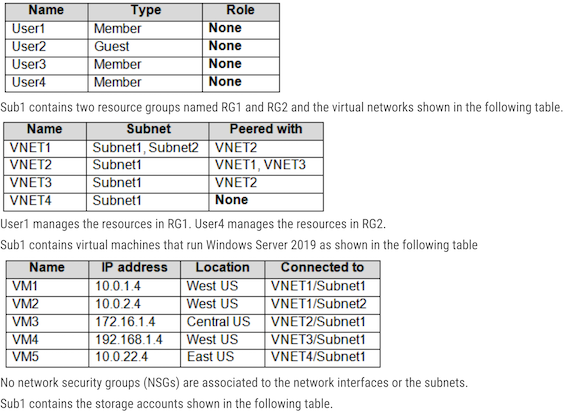 Name Type Role
User1 Member None
User2 Guest None
User3 Member None
User4 Member None
Sub1 contains two resource groups named RG1 and RG2 and the virtual networks shown in the following table.
Name Subnet Peered with
VNET1 Subnet1, Subnet2 VNET2
VNET2 Subnet1 VNET1, VNET3
VNET3 Subnet1 VNET2
VNET4 Subnet1 None
User1 manages the resources in RG1. User4 manages the resources in RG2.
Sub1 contains virtual machines that run Windows Server 2019 as shown in the following table
Name IP address Location Connected to
VM1 10.0.1.4 West US VNET1/Subnet1
VM2 10.0.2.4 West US VNET1/Subnet2
VM3 172.16.1.4 Central US VNET2/Subnet1
VM4 192.168.1.4 West US VNET3/Subnet1
VM5 10.0.22.4 East US VNET4/Subnet1
No network security groups (NSGs) are associated to the network interfaces or the subnets.
Sub1 contains the storage accounts shown in the following table.